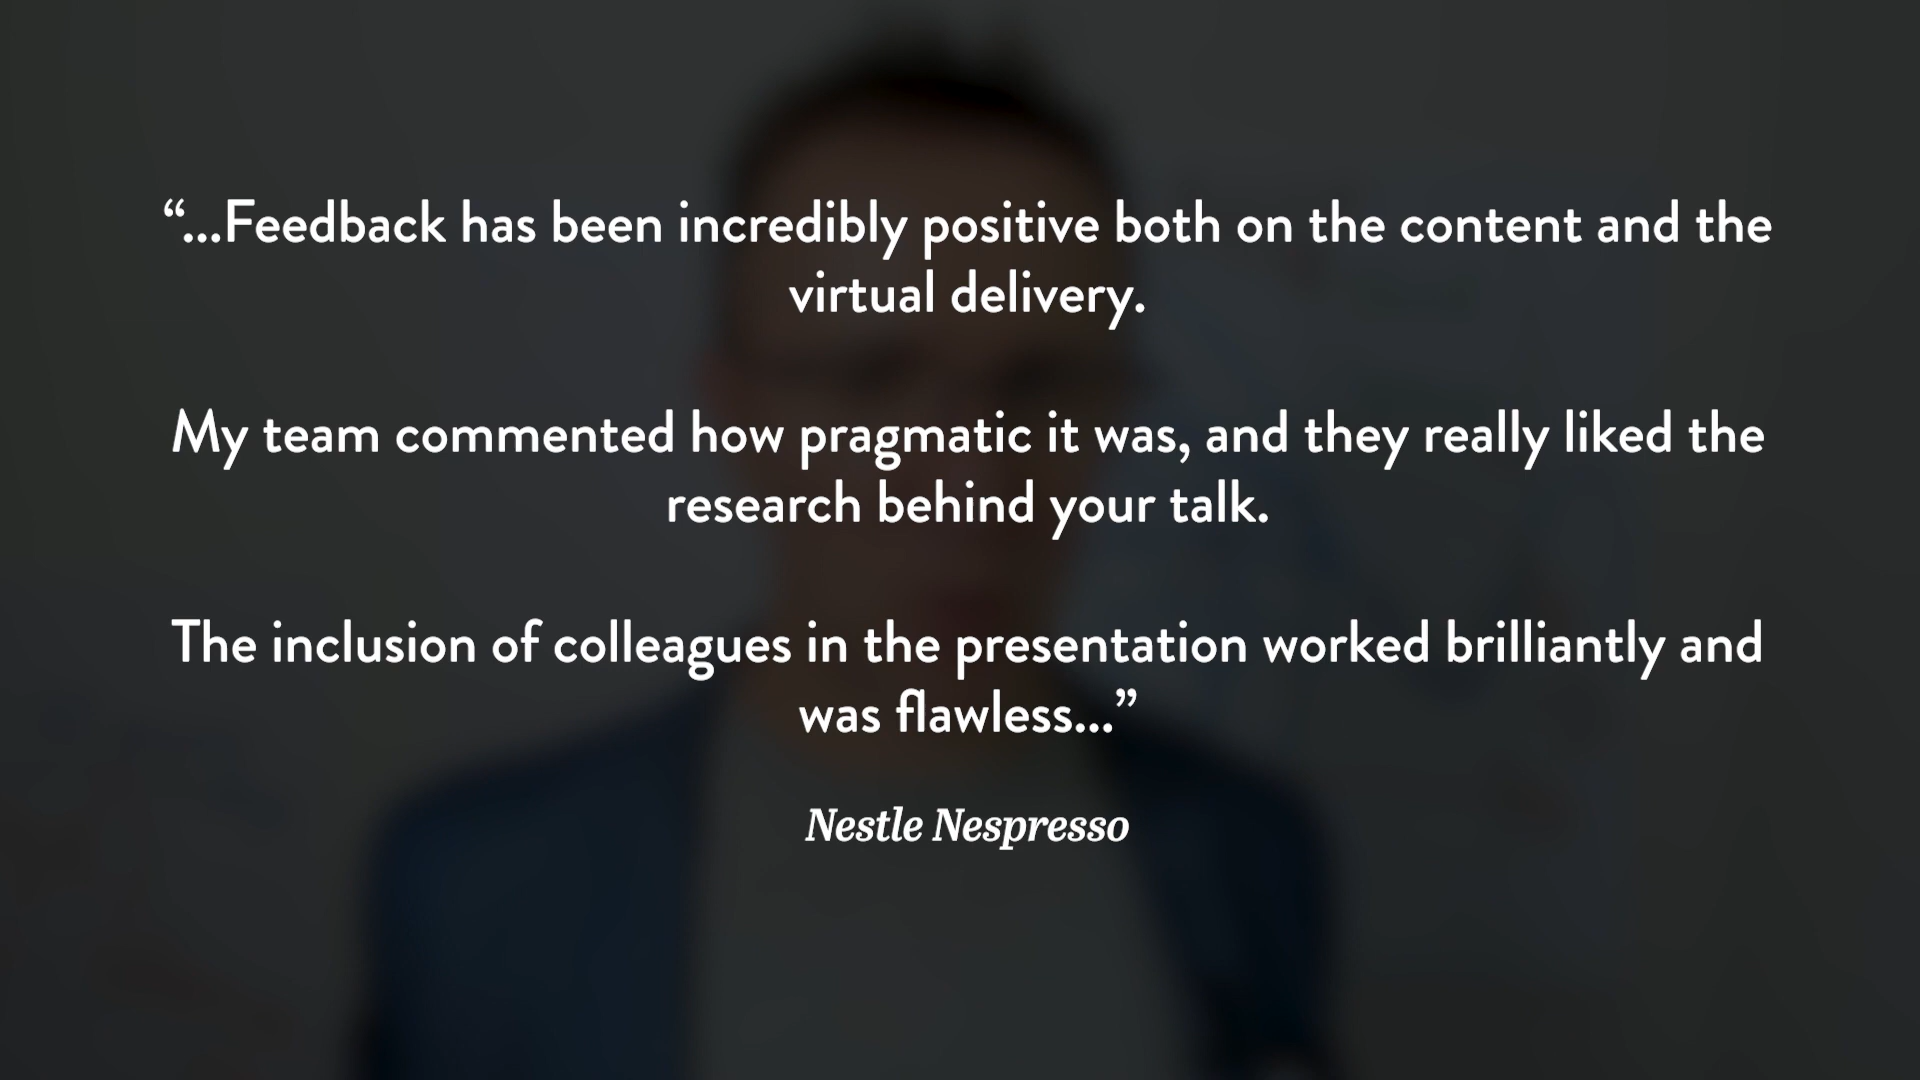 “...Feedback has been incredibly positive both on the content and the
virtual delivery.
My team commented how pragmatic it was, and they really liked the
research behind your talk.
The inclusion of colleagues in the presentation worked brilliantly and
was flawless...”
Nestle Nespresso